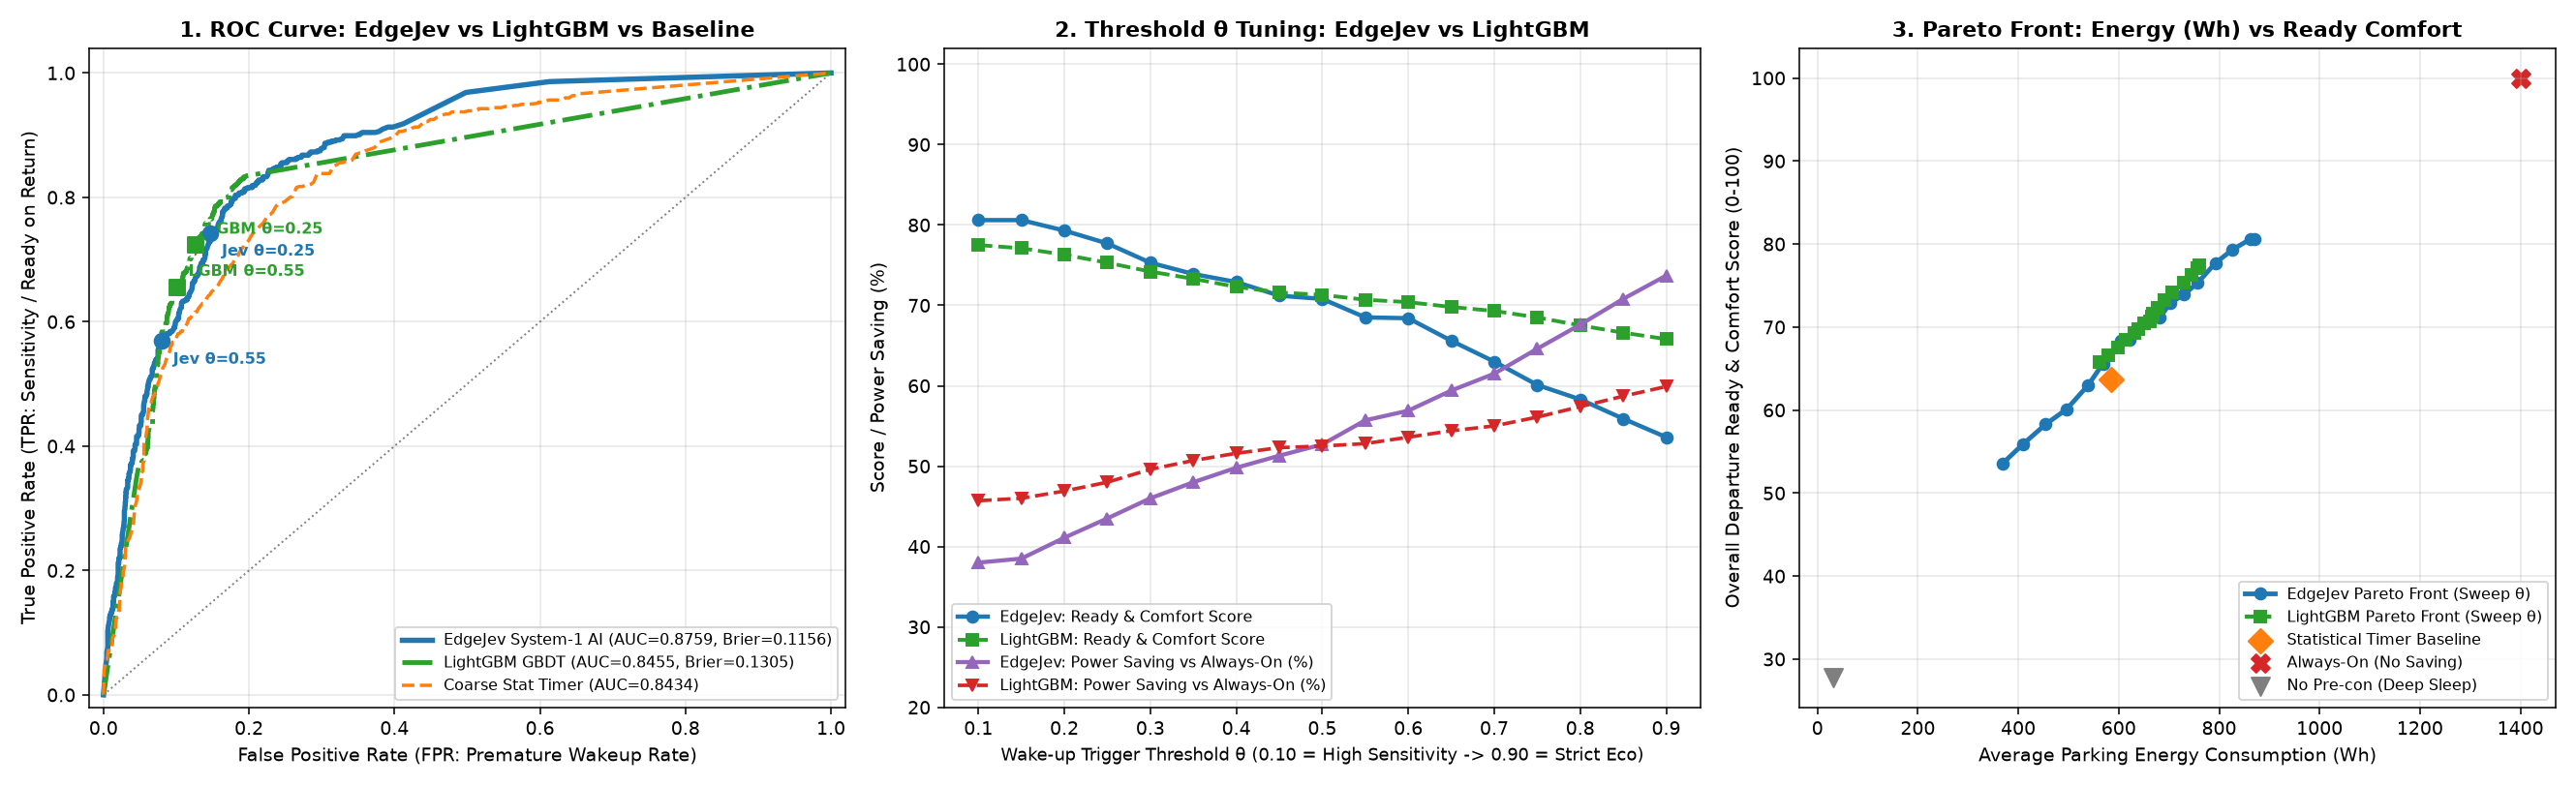 1. ROC Curve: EdgeJev vs LightGBM vs Baseline
True Positive Rate (TPR: Sensitivity / Ready on Return)
1.0
0.8
0.6
0.4
0.2
0.0
GBM θ=0.25
Jev θ=0.25
LGBM θ=0.55
Jev θ=0.55
EdgeJev System-1 AI (AUC=0.8759, Brier=0.1156)
LightGBM GBDT (AUC=0.8455, Brier=0.1305)
Coarse Stat Timer (AUC=0.8434)
0.0 0.2 0.4 0.6 0.8 1.0
False Positive Rate (FPR: Premature Wakeup Rate)
2. Threshold θ Tuning: EdgeJev vs LightGBM
Score / Power Saving (%)
100
90
80
70
60
50
40
30
20
EdgeJev: Ready & Comfort Score
LightGBM: Ready & Comfort Score
EdgeJev: Power Saving vs Always-On (%)
LightGBM: Power Saving vs Always-On (%)
0.1 0.2 0.3 0.4 0.5 0.6 0.7 0.8 0.9
Wake-up Trigger Threshold θ (0.10 = High Sensitivity -> 0.90 = Strict Eco)
3. Pareto Front: Energy (Wh) vs Ready Comfort
Overall Departure Ready & Comfort Score (0-100)
100
90
80
70
60
50
40
30
EdgeJev Pareto Front (Sweep θ)
LightGBM Pareto Front (Sweep θ)
Statistical Timer Baseline
Always-On (No Saving)
No Pre-con (Deep Sleep)
0 200 400 600 800 1000 1200 1400
Average Parking Energy Consumption (Wh)